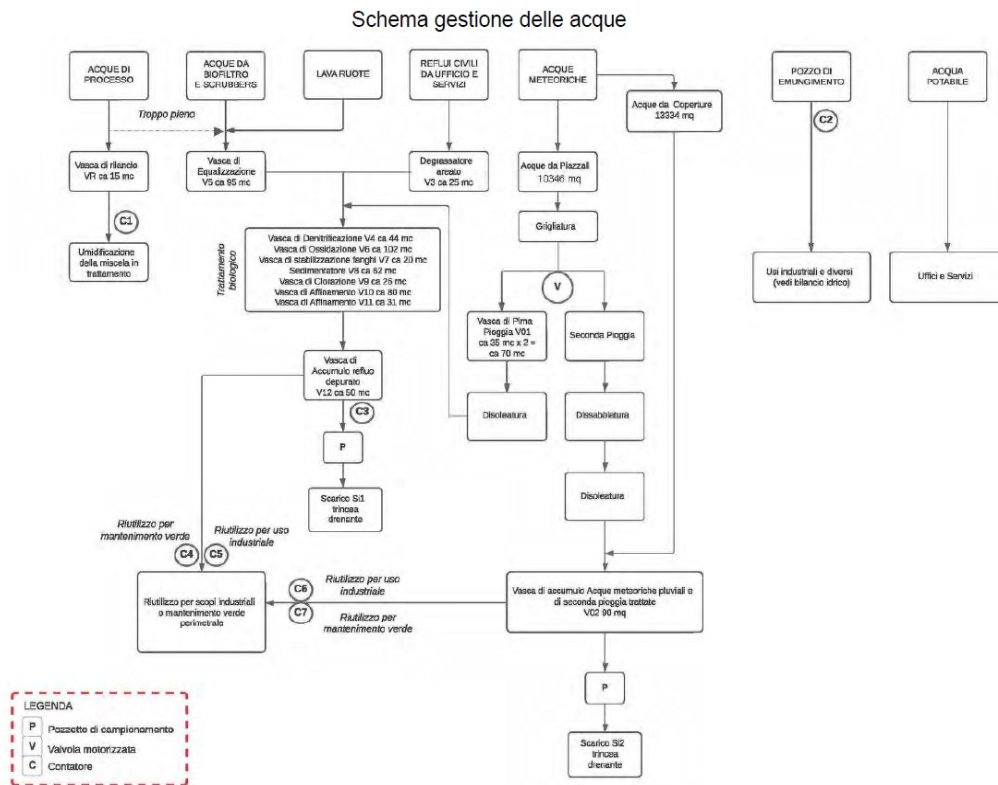 Schema gestione delle acque
ACQUE DI
PROCESSO
ACQUE DA
BIOFILTRO
E SCRUBBERS
LAVA RUOTE
REFLUI CIVILI
DA UFFICIO E
SERVIZI
ACQUE
METEORICHE
POZZO DI
EMUNGIMENTO
ACQUA
POTABILE
Acque da Coperture
13334 mq
Troppo pieno
C2
Vasca di rilancio
VR ca 15 mc
Vasca di
Equalizzazione
V5 ca 95 mc
Degrassatore
areato
V3 ca 25 mc
Acque da Piazzali
10346 mq
C1
Umidificazione
della miscela in
trattamento
Trattamento
biologico
Vasca di Denitrificazione V4 ca 44 mc
Vasca di Ossidazione V6 ca 102 mc
Vasca di stabilizzazione fanghi V7 ca 20 mc
Sedimentatore V8 ca 62 mc
Vasca di Clorazione V9 ca 26 mc
Vasca di Affinamento V10 ca 80 mc
Vasca di Affinamento V11 ca 31 mc
Grigliatura
V
Usi industriali e diversi
(vedi bilancio idrico)
Uffici e Servizi
Vasca di Pima
Pioggia V01
ca 35 mc x 2 =
ca 70 mc
Seconda Pioggia
Vasca di
Accumulo refluo
depurato
V12 ca 50 mc
C3
Disoleatura
Dissabbiatura
P
Scarico Si1
trincea
drenante
Disoleatura
Riutilizzo per
mantenimento verde
Riutilizzo per uso
industriale
C4
C5
Riutilizzo per scopi industriali
o mantenimento verde
perimetrale
C6
Riutilizzo per uso
industriale
C7
Riutilizzo per
mantenimento verde
Vasca di accumulo Acque meteoriche pluviali e
di seconda pioggia trattate
V02 90 mq
P
Scarico Si2
trincea
drenante
LEGENDA
P Pozzetto di campionamento
V Valvola motorizzata
C Contatore